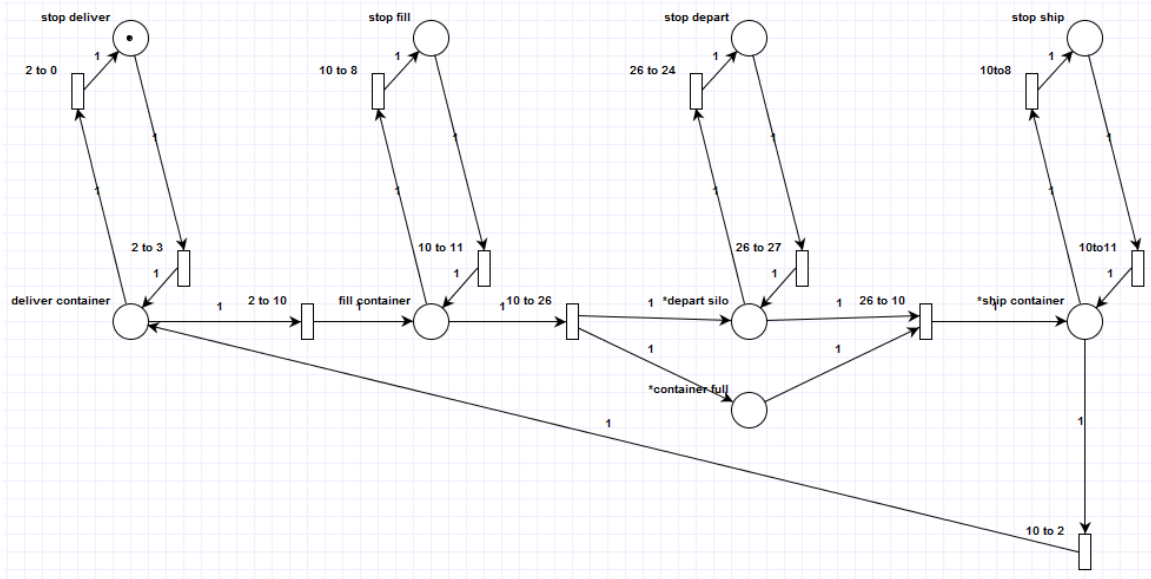 stop deliver
stop fill
stop depart
stop ship
1
1
1
1
2 to 0
10 to 8
26 to 24
10to8
1
1
1
1
1
1
1
1
2 to 3
10 to 11
26 to 27
10to11
1
1
1
1
deliver container
1
2 to 10
fill container
1
1
10 to 26
1
*depart silo
1
26 to 10
*ship container
1
1
1
*container full
1
1
10 to 2